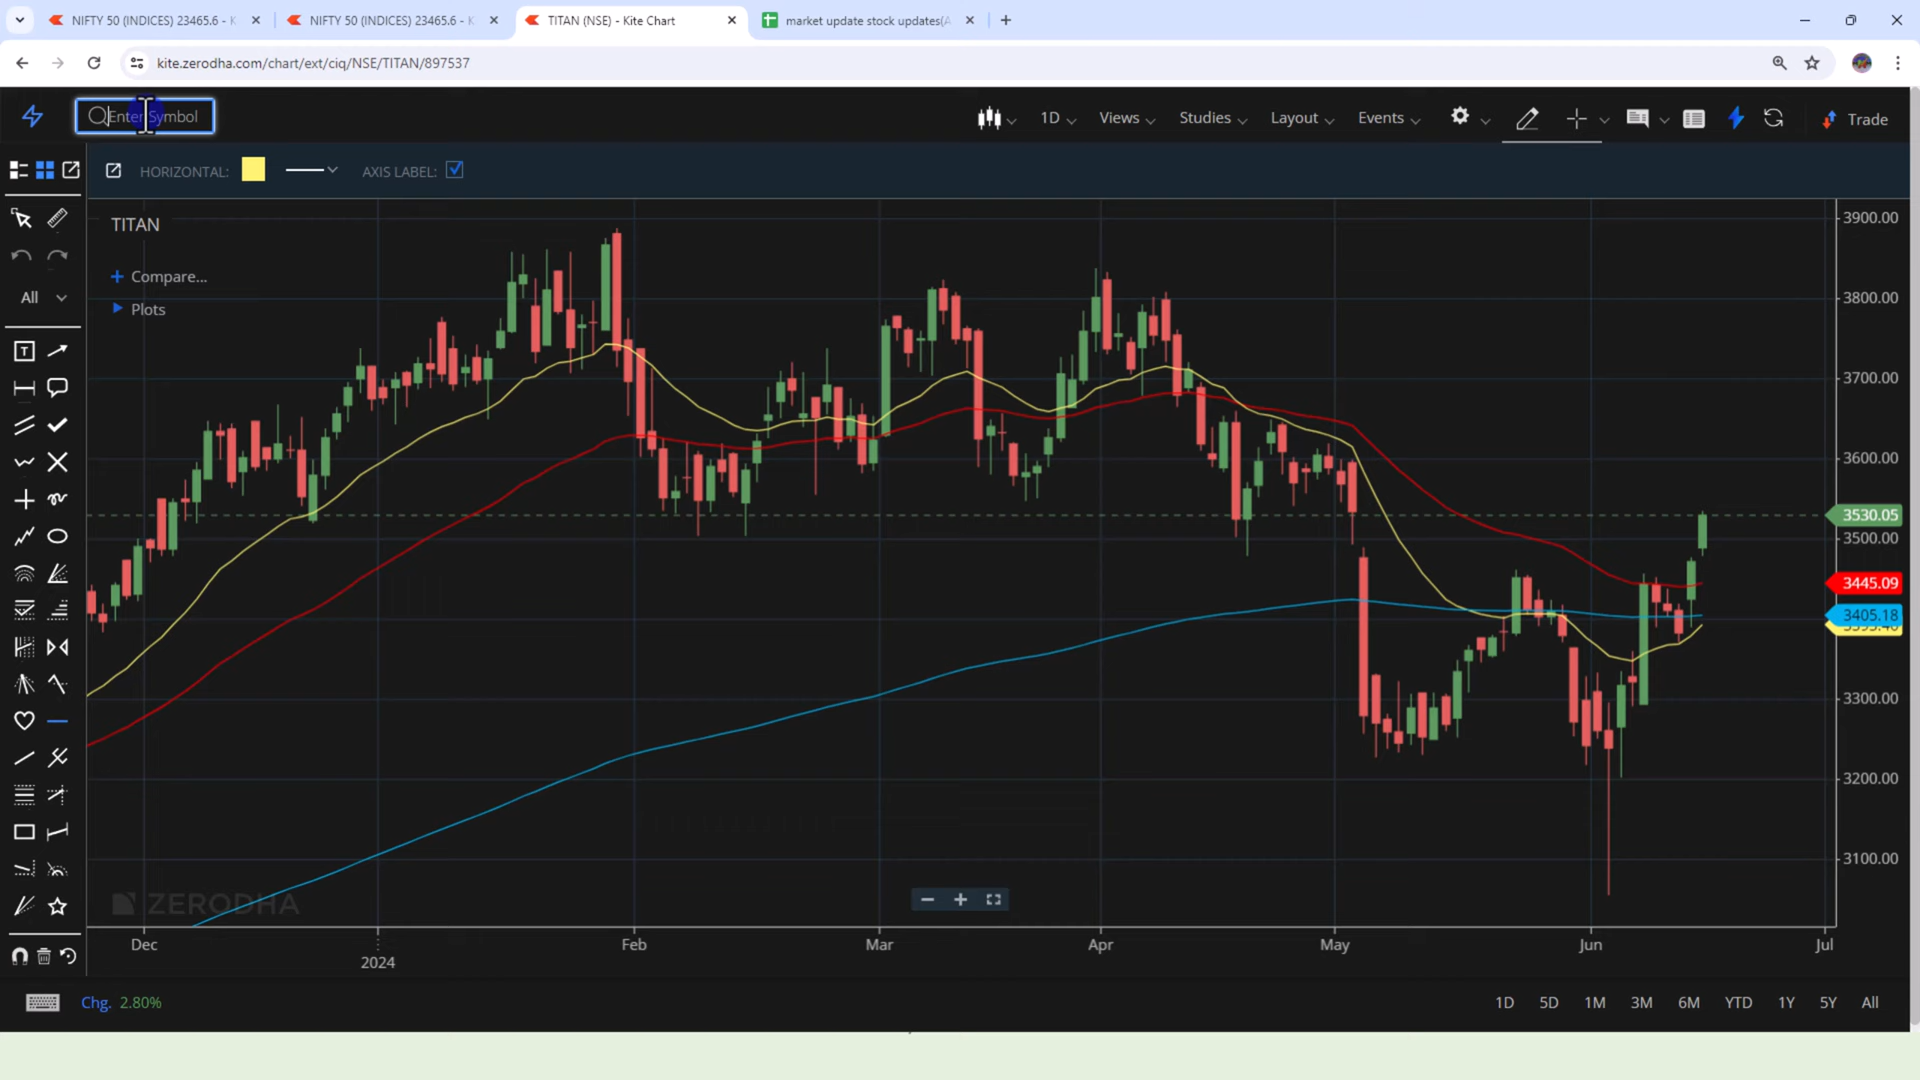 NIFTY 50 (INDICES) 23465.6 -
NIFTY 50 (INDICES) 23465.6 -
TITAN (NSE) - Kite Chart
market update stock updates(
kite.zerodha.com/chart/ext/ciq/NSE/TITAN/897537
Enter Symbol
1D
Views
Studies
Layout
Events
Trade
HORIZONTAL:
AXIS LABEL:
TITAN
Compare...
Plots
All
T
3900.00
3800.00
3700.00
3600.00
3530.05
3500.00
3445.09
3405.18
3300.00
3200.00
3100.00
ZERODHA
Dec
2024
Feb
Mar
Apr
May
Jun
Jul
Chg. 2.80%
1D 5D 1M 3M 6M YTD 1Y 5Y All